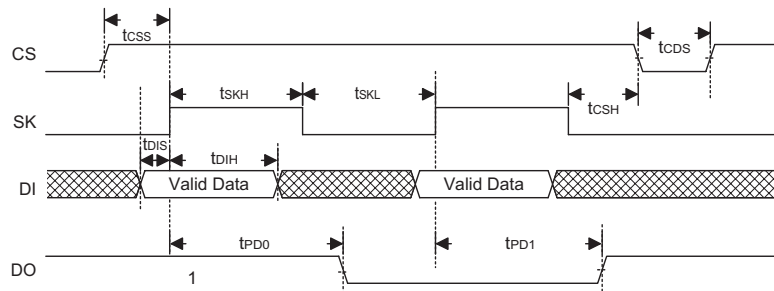 tCSS
CS
tCDS
tSKH
tSKL
SK
tCSH
tDIS
tDIH
DI
Valid Data
Valid Data
tPD0
tPD1
DO
1